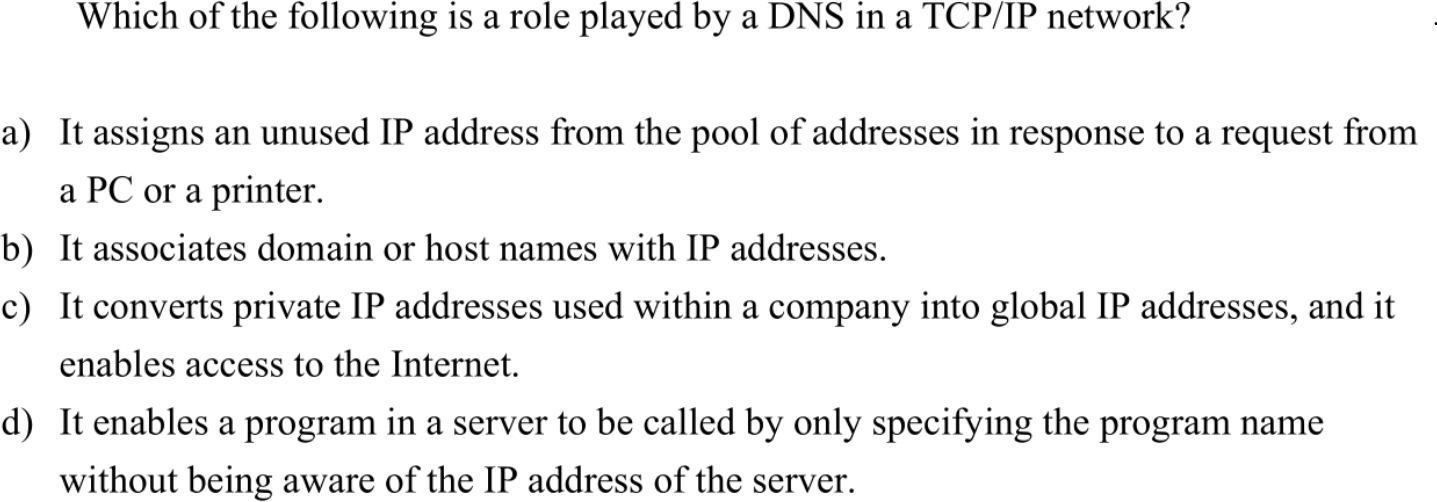 Which of the following is a role played by a DNS in a TCP/IP network?
a) It assigns an unused IP address from the pool of addresses in response to a request from
a PC or a printer.
b) It associates domain or host names with IP addresses.
c) It converts private IP addresses used within a company into global IP addresses, and it
enables access to the Internet.
d) It enables a program in a server to be called by only specifying the program name
without being aware of the IP address of the server.